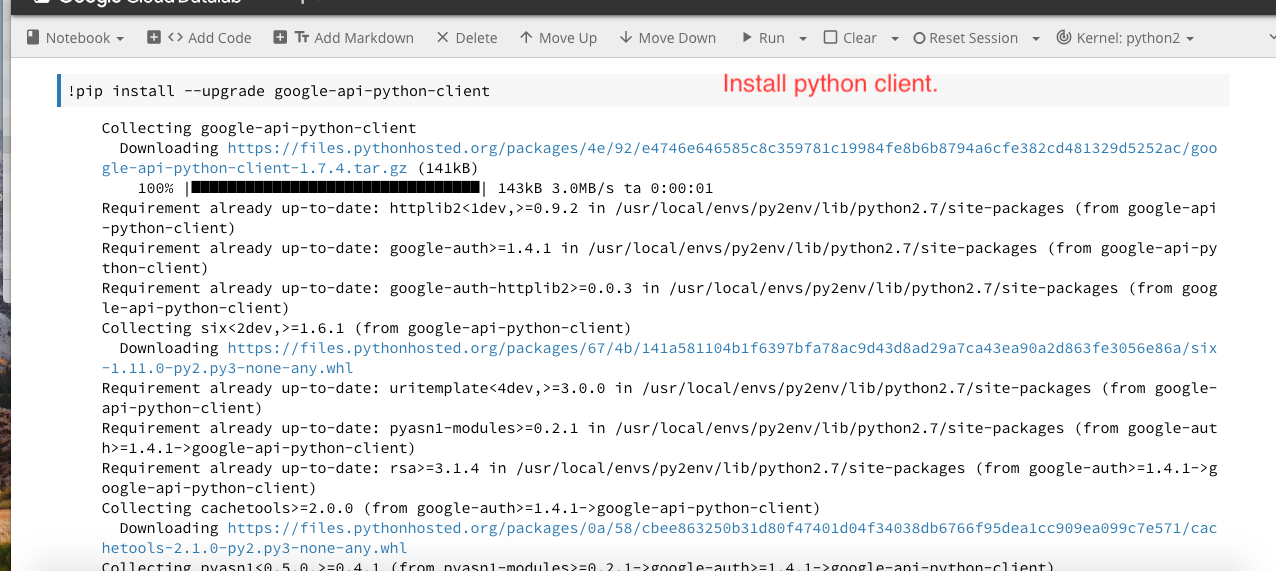 Google Cloud Datalab
Notebook Add Code Add Markdown Delete Move Up Move Down Run Clear Reset Session Kernel: python2
!pip install --upgrade google-api-python-client
Install python client.
Collecting google-api-python-client
Downloading https://files.pythonhosted.org/packages/4e/92/e4746e646585c8c359781c19984fe8b6b8794a6cfe382cd481329d5252ac/goo
gle-api-python-client-1.7.4.tar.gz (141kB)
100% |████████████████████████████████| 143kB 3.0MB/s ta 0:00:01
Requirement already up-to-date: httplib2<1dev,>=0.9.2 in /usr/local/envs/py2env/lib/python2.7/site-packages (from google-api
-python-client)
Requirement already up-to-date: google-auth>=1.4.1 in /usr/local/envs/py2env/lib/python2.7/site-packages (from google-api-py
thon-client)
Requirement already up-to-date: google-auth-httplib2>=0.0.3 in /usr/local/envs/py2env/lib/python2.7/site-packages (from goog
le-api-python-client)
Collecting six<2dev,>=1.6.1 (from google-api-python-client)
Downloading https://files.pythonhosted.org/packages/67/4b/141a581104b1f6397bfa78ac9d43d8ad29a7ca43ea90a2d863fe3056e86a/six
-1.11.0-py2.py3-none-any.whl
Requirement already up-to-date: uritemplate<4dev,>=3.0.0 in /usr/local/envs/py2env/lib/python2.7/site-packages (from google-
api-python-client)
Requirement already up-to-date: pyasn1-modules>=0.2.1 in /usr/local/envs/py2env/lib/python2.7/site-packages (from google-aut
h>=1.4.1->google-api-python-client)
Requirement already up-to-date: rsa>=3.1.4 in /usr/local/envs/py2env/lib/python2.7/site-packages (from google-auth>=1.4.1->g
oogle-api-python-client)
Collecting cachetools>=2.0.0 (from google-auth>=1.4.1->google-api-python-client)
Downloading https://files.pythonhosted.org/packages/0a/58/cbee863250b31d80f47401d04f34038db6766f95dea1cc909ea099c7e571/cac
hetools-2.1.0-py2.py3-none-any.whl
Collecting pyasn1<0.5.0,>=0.4.1 (from pyasn1-modules>=0.2.1->google-auth>=1.4.1->google-api-python-client)